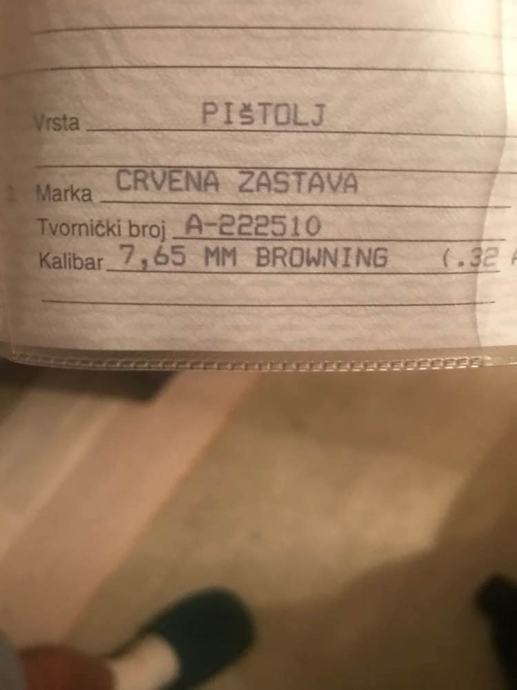 Vrsta PIŠTOLJ
Marka CRVENA ZASTAVA
Tvornički broj A-222510
Kalibar 7,65 MM BROWNING (.32